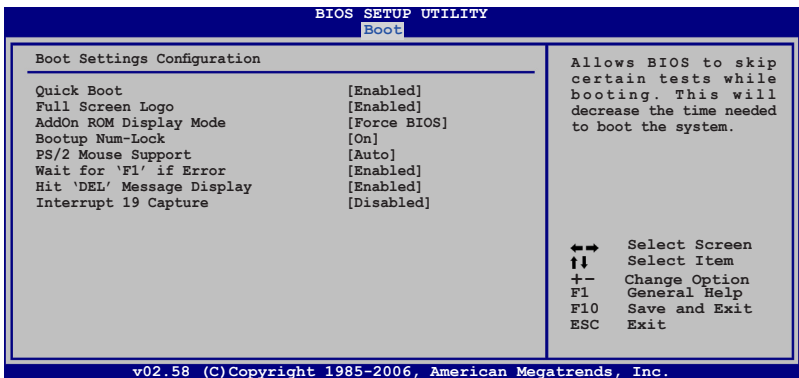 BIOS SETUP UTILITY
Boot
Boot Settings Configuration
Quick Boot [Enabled]
Full Screen Logo [Enabled]
AddOn ROM Display Mode [Force BIOS]
Bootup Num-Lock [On]
PS/2 Mouse Support [Auto]
Wait for ‘F1’ if Error [Enabled]
Hit ‘DEL’ Message Display [Enabled]
Interrupt 19 Capture [Disabled]
Allows BIOS to skip
certain tests while
booting. This will
decrease the time needed
to boot the system.
←→ Select Screen
↑↓ Select Item
+- Change Option
F1 General Help
F10 Save and Exit
ESC Exit
v02.58 (C)Copyright 1985-2006, American Megatrends, Inc.